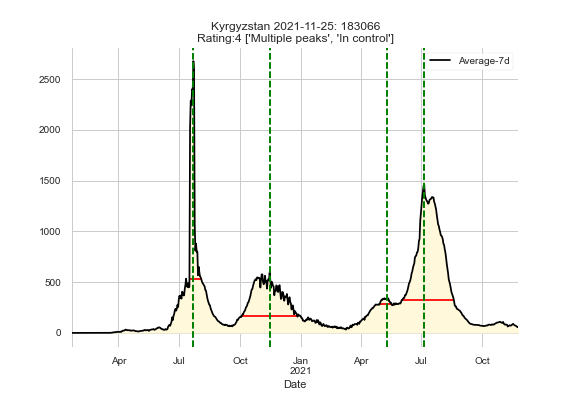 Kyrgyzstan 2021-11-25: 183066
Rating:4 ['Multiple peaks', 'In control']
Average-7d
2500
2000
1500
1000
500
0
Apr Jul Oct Jan Apr Jul Oct
2021
Date